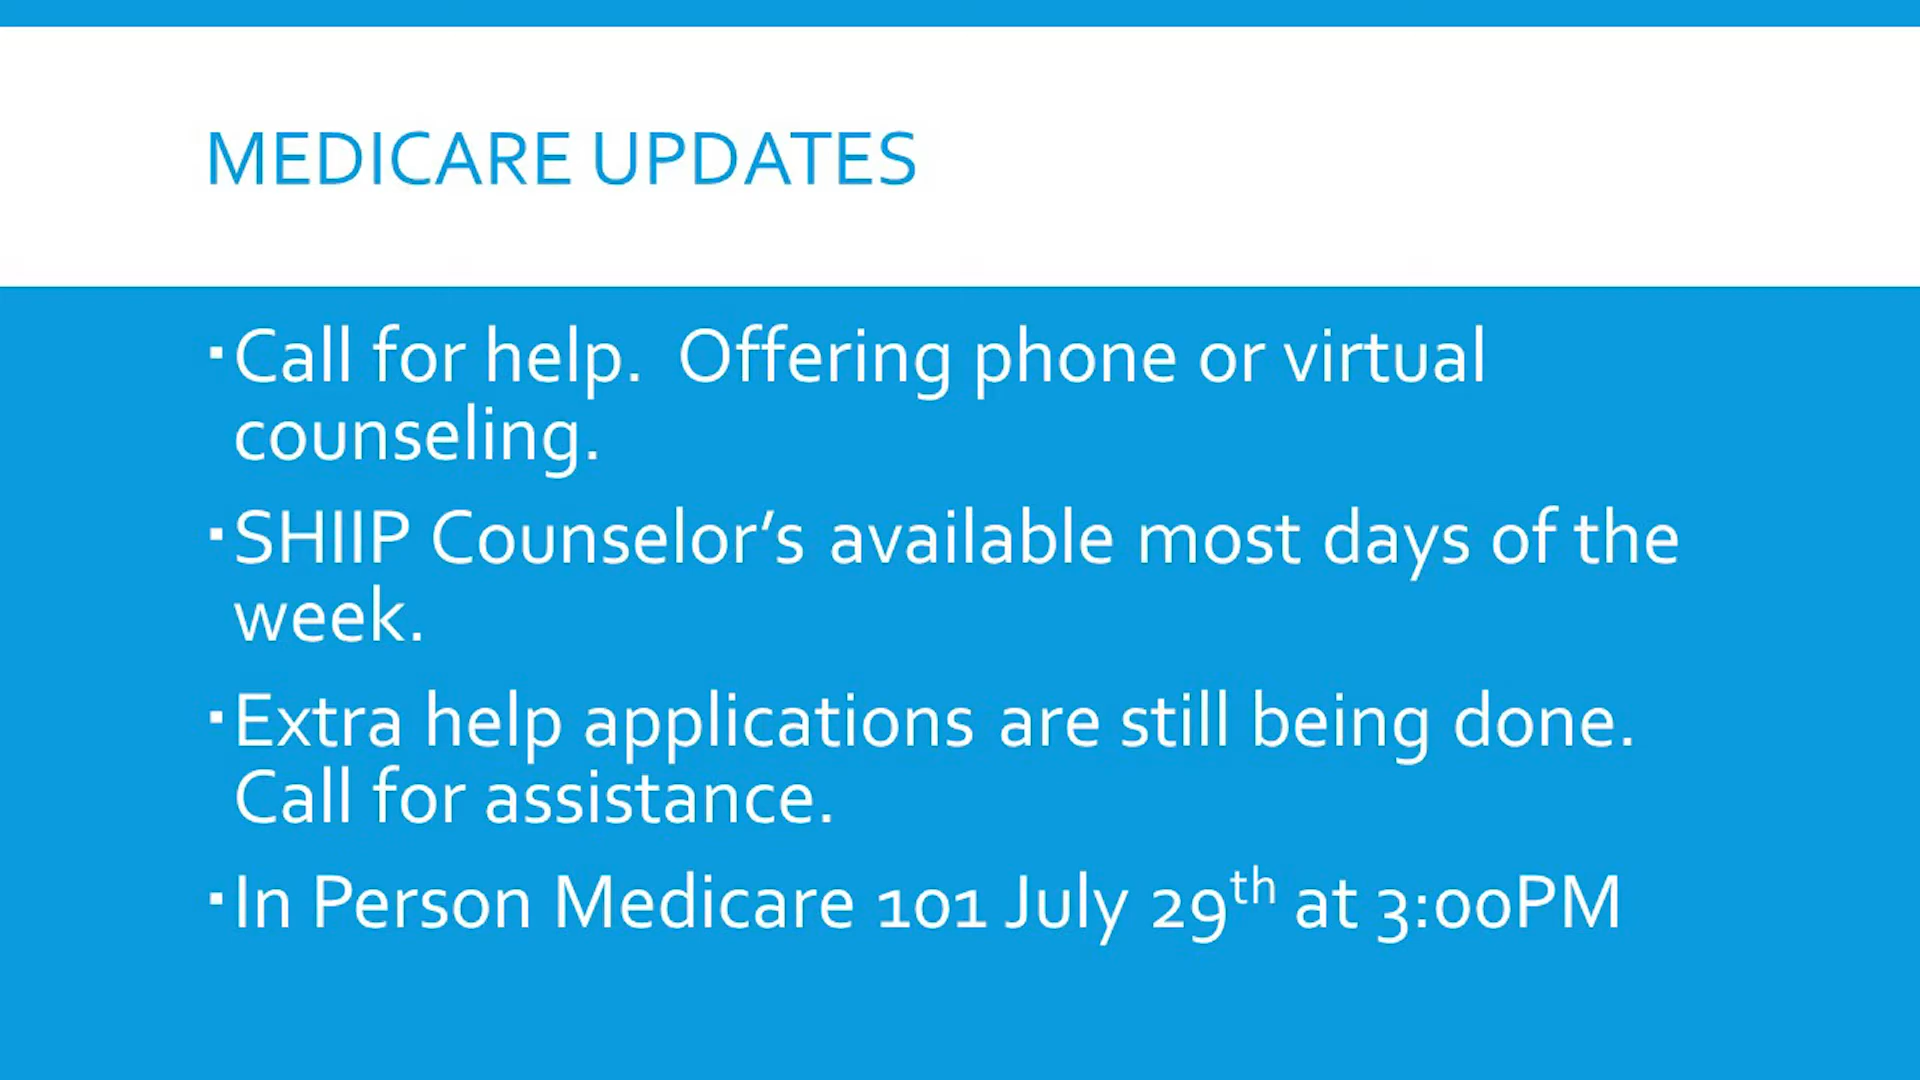 MEDICARE UPDATES
▪Call for help.  Offering phone or virtual
counseling.
▪SHIIP Counselor’s available most days of the
week.
▪Extra help applications are still being done.
Call for assistance.
▪In Person Medicare 101 July 29th at 3:00PM